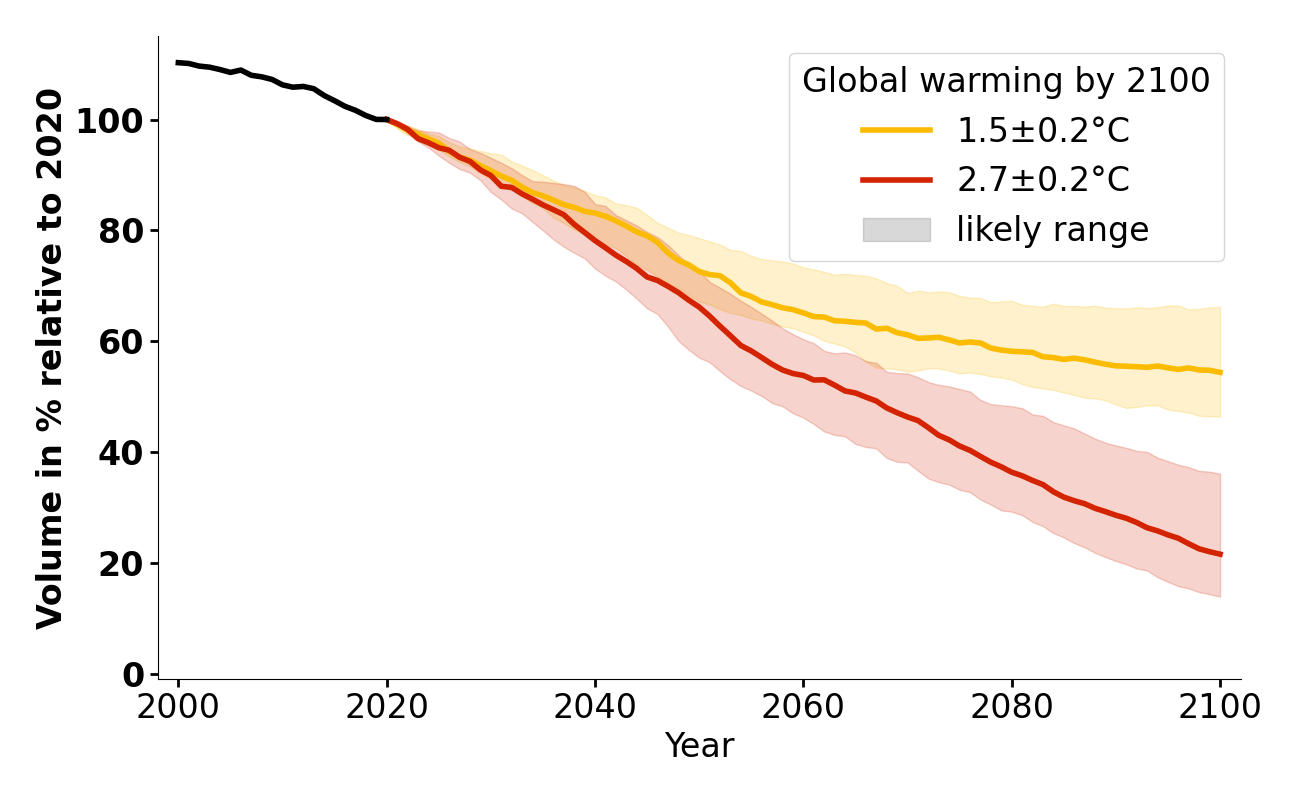 Volume in % relative to 2020
100
80
60
40
20
0
2000 2020 2040 2060 2080 2100
Year
Global warming by 2100
1.5±0.2°C
2.7±0.2°C
likely range